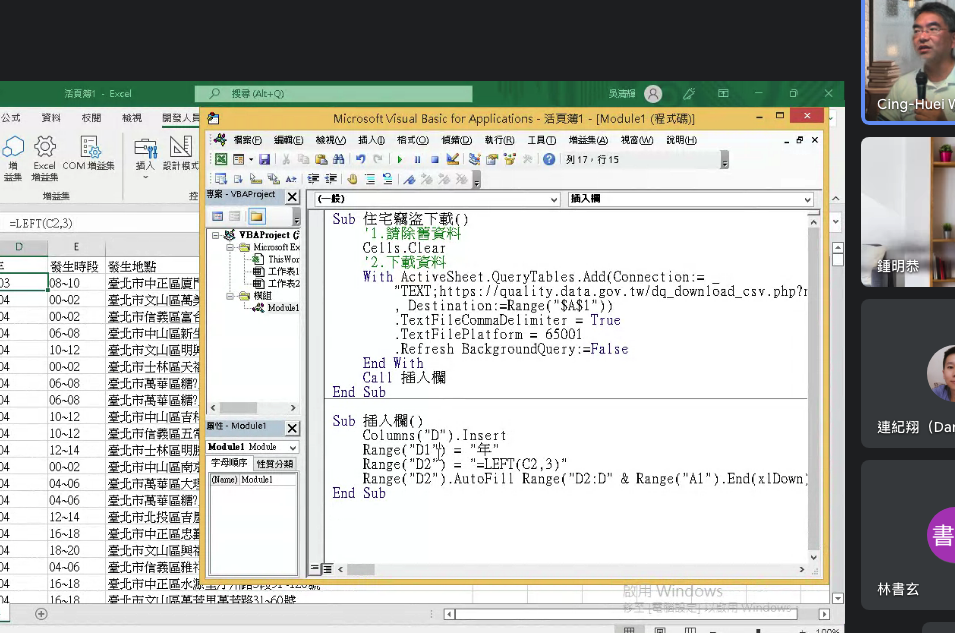 活頁簿1 - Excel
搜尋 (Alt+Q)
吳清輝
公式 資料 校閱 檢視 開發人員
增益集
Excel 增益集
COM 增益集
插入
設計模式
增益集
控
=LEFT(C2,3)
D E
發生時段 發生地點
03 08~10 臺北市中正區廈門
04 00~02 臺北市文山區萬美
04 00~02 臺北市信義區富台
04 06~08 臺北市中山區新生
04 10~12 臺北市文山區明興
04 00~02 臺北市士林區天
04 06~08 臺北市萬華區
04 06~08 臺北市萬華區
04 10~12 臺北市中山區吉林
04 10~12 臺北市信義區五常
04 12~14 臺北市士林區明勝
04 00~02 臺北市中山區南京
04 04~06 臺北市萬華區大理
04 04~06 臺北市萬華區
04 12~14 臺北市北投區吉
04 16~18 臺北市中正區忠
04 18~20 臺北市文山區興
04 04~06 臺北市信義區
04 16~18 臺北市中正區水源
04 16~18 臺北市文山區萬芳里萬芳路31~60號
Microsoft Visual Basic for Applications - 活頁簿1 - [Module1 (程式碼)]
檔案(F) 編輯(E) 檢視(V) 插入(I) 格式(O) 偵錯(D) 執行(R) 工具(T) 增益集(A) 視窗(W) 說明(H)
列 17，行 15
專案 - VBAProject
VBAProject (
Microsoft Ex
ThisWor
工作表1
工作表2
模組
Module1
屬性 - Module1
Module1 Module
字母順序 性質分類
(Name) Module1
(一般) 插入欄
Sub 住宅竊盜下載()
'1.請除舊資料
Cells.Clear
'2.下載資料
With ActiveSheet.QueryTables.Add(Connection:= _
"TEXT;https://quality.data.gov.tw/dq_download_csv.php?
, Destination:=Range("$A$1"))
.TextFileCommaDelimiter = True
.TextFilePlatform = 65001
.Refresh BackgroundQuery:=False
End With
Call 插入欄
End Sub
Sub 插入欄()
Columns("D").Insert
Range("D1") = "年"
Range("D2") = "=LEFT(C2,3)"
Range("D2").AutoFill Range("D2:D" & Range("A1").End(xlDown)
End Sub
啟用 Windows
移至 [電腦設定] 以啟用 Windows。
100%
Cing-Huei W
鍾明恭
連紀翔（Dar
書
林書玄